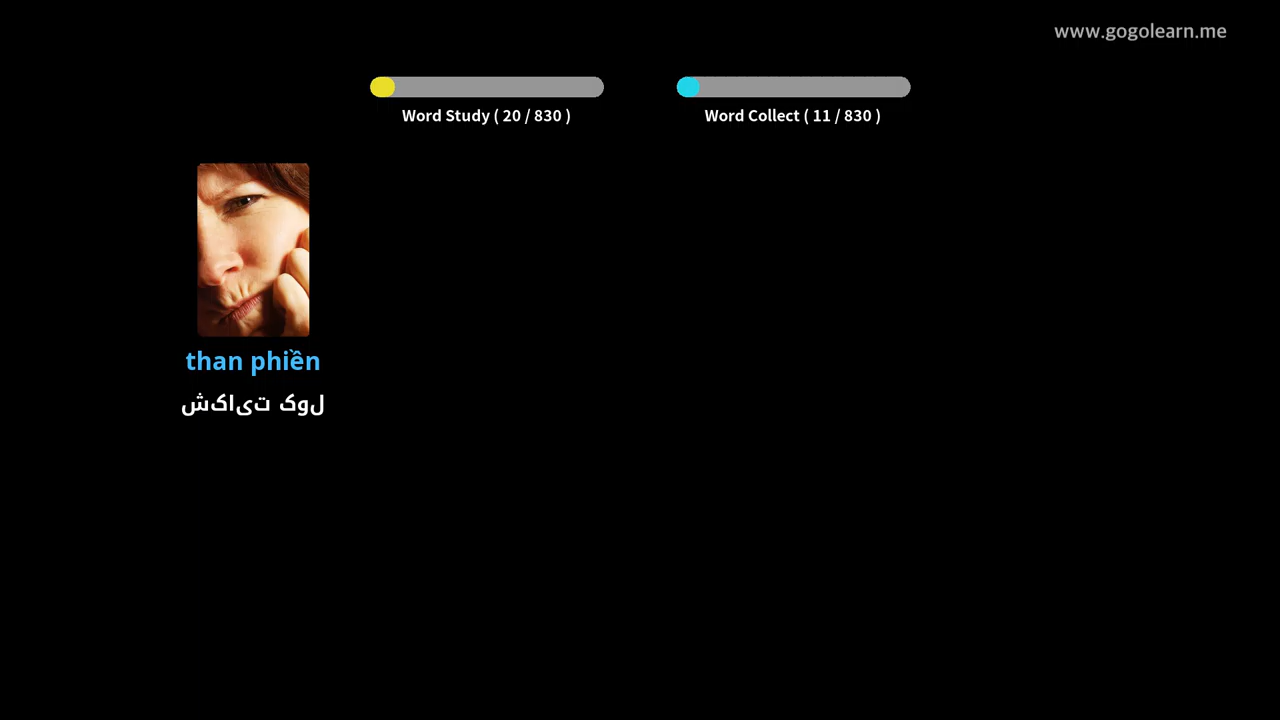 www.gogolearn.me
Word Study ( 20 / 830 )
Word Collect ( 11 / 830 )
than phiền
شکایت کول